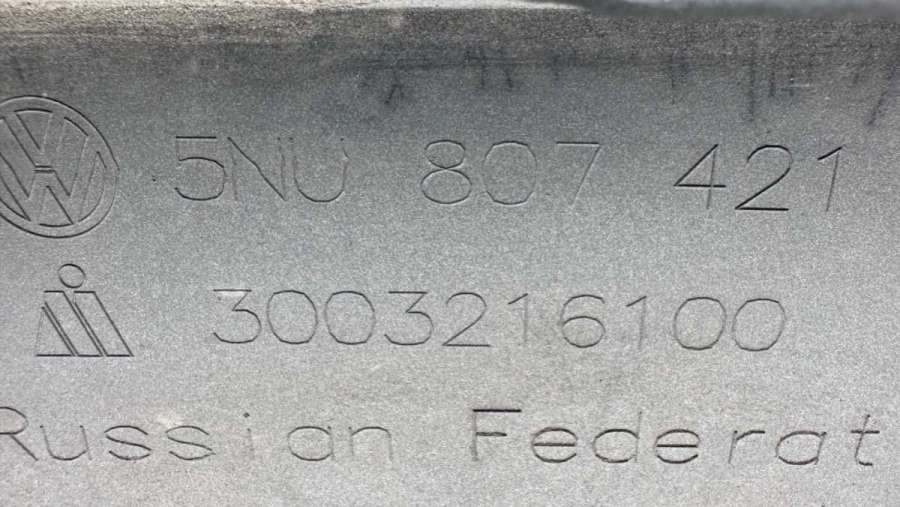 5NU 807 421
3003216100
Russian Federat